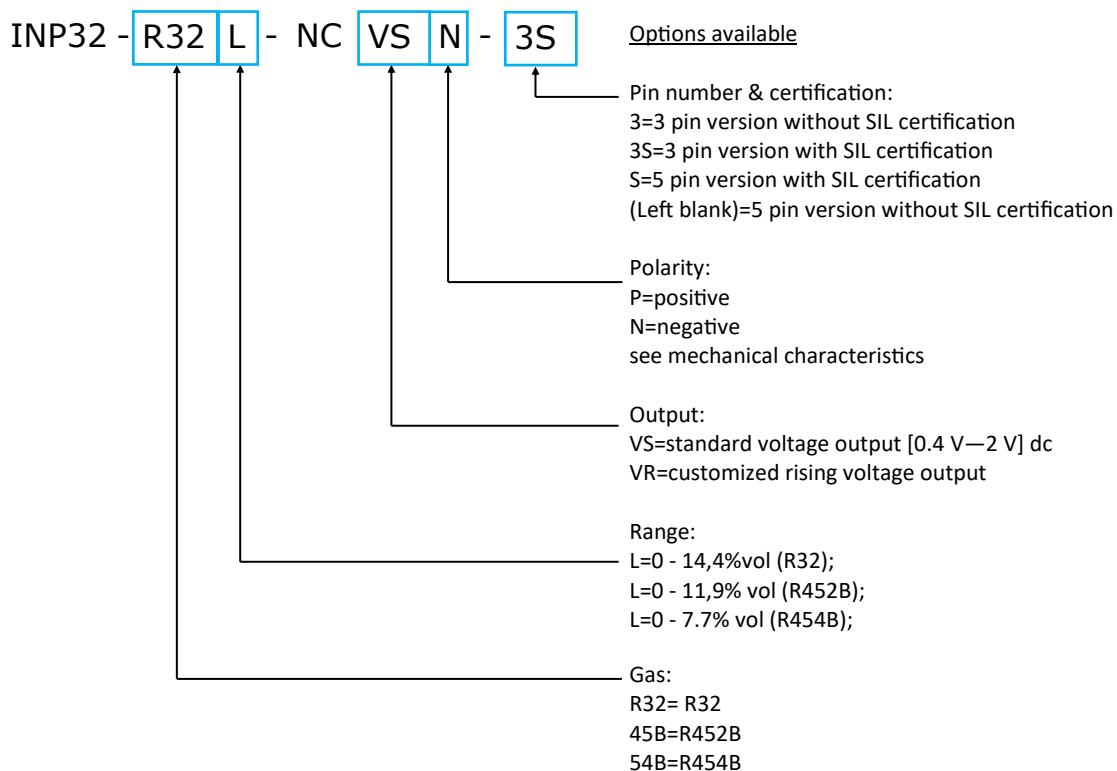 INP32 - R32 L - NC VS N - 3S
Options available
Pin number & certification:
3=3 pin version without SIL certification
3S=3 pin version with SIL certification
S=5 pin version with SIL certification
(Left blank)=5 pin version without SIL certification
Polarity:
P=positive
N=negative
see mechanical characteristics
Output:
VS=standard voltage output [0.4 V—2 V] dc
VR=customized rising voltage output
Range:
L=0 - 14,4%vol (R32);
L=0 - 11,9% vol (R452B);
L=0 - 7.7% vol (R454B);
Gas:
R32= R32
45B=R452B
54B=R454B